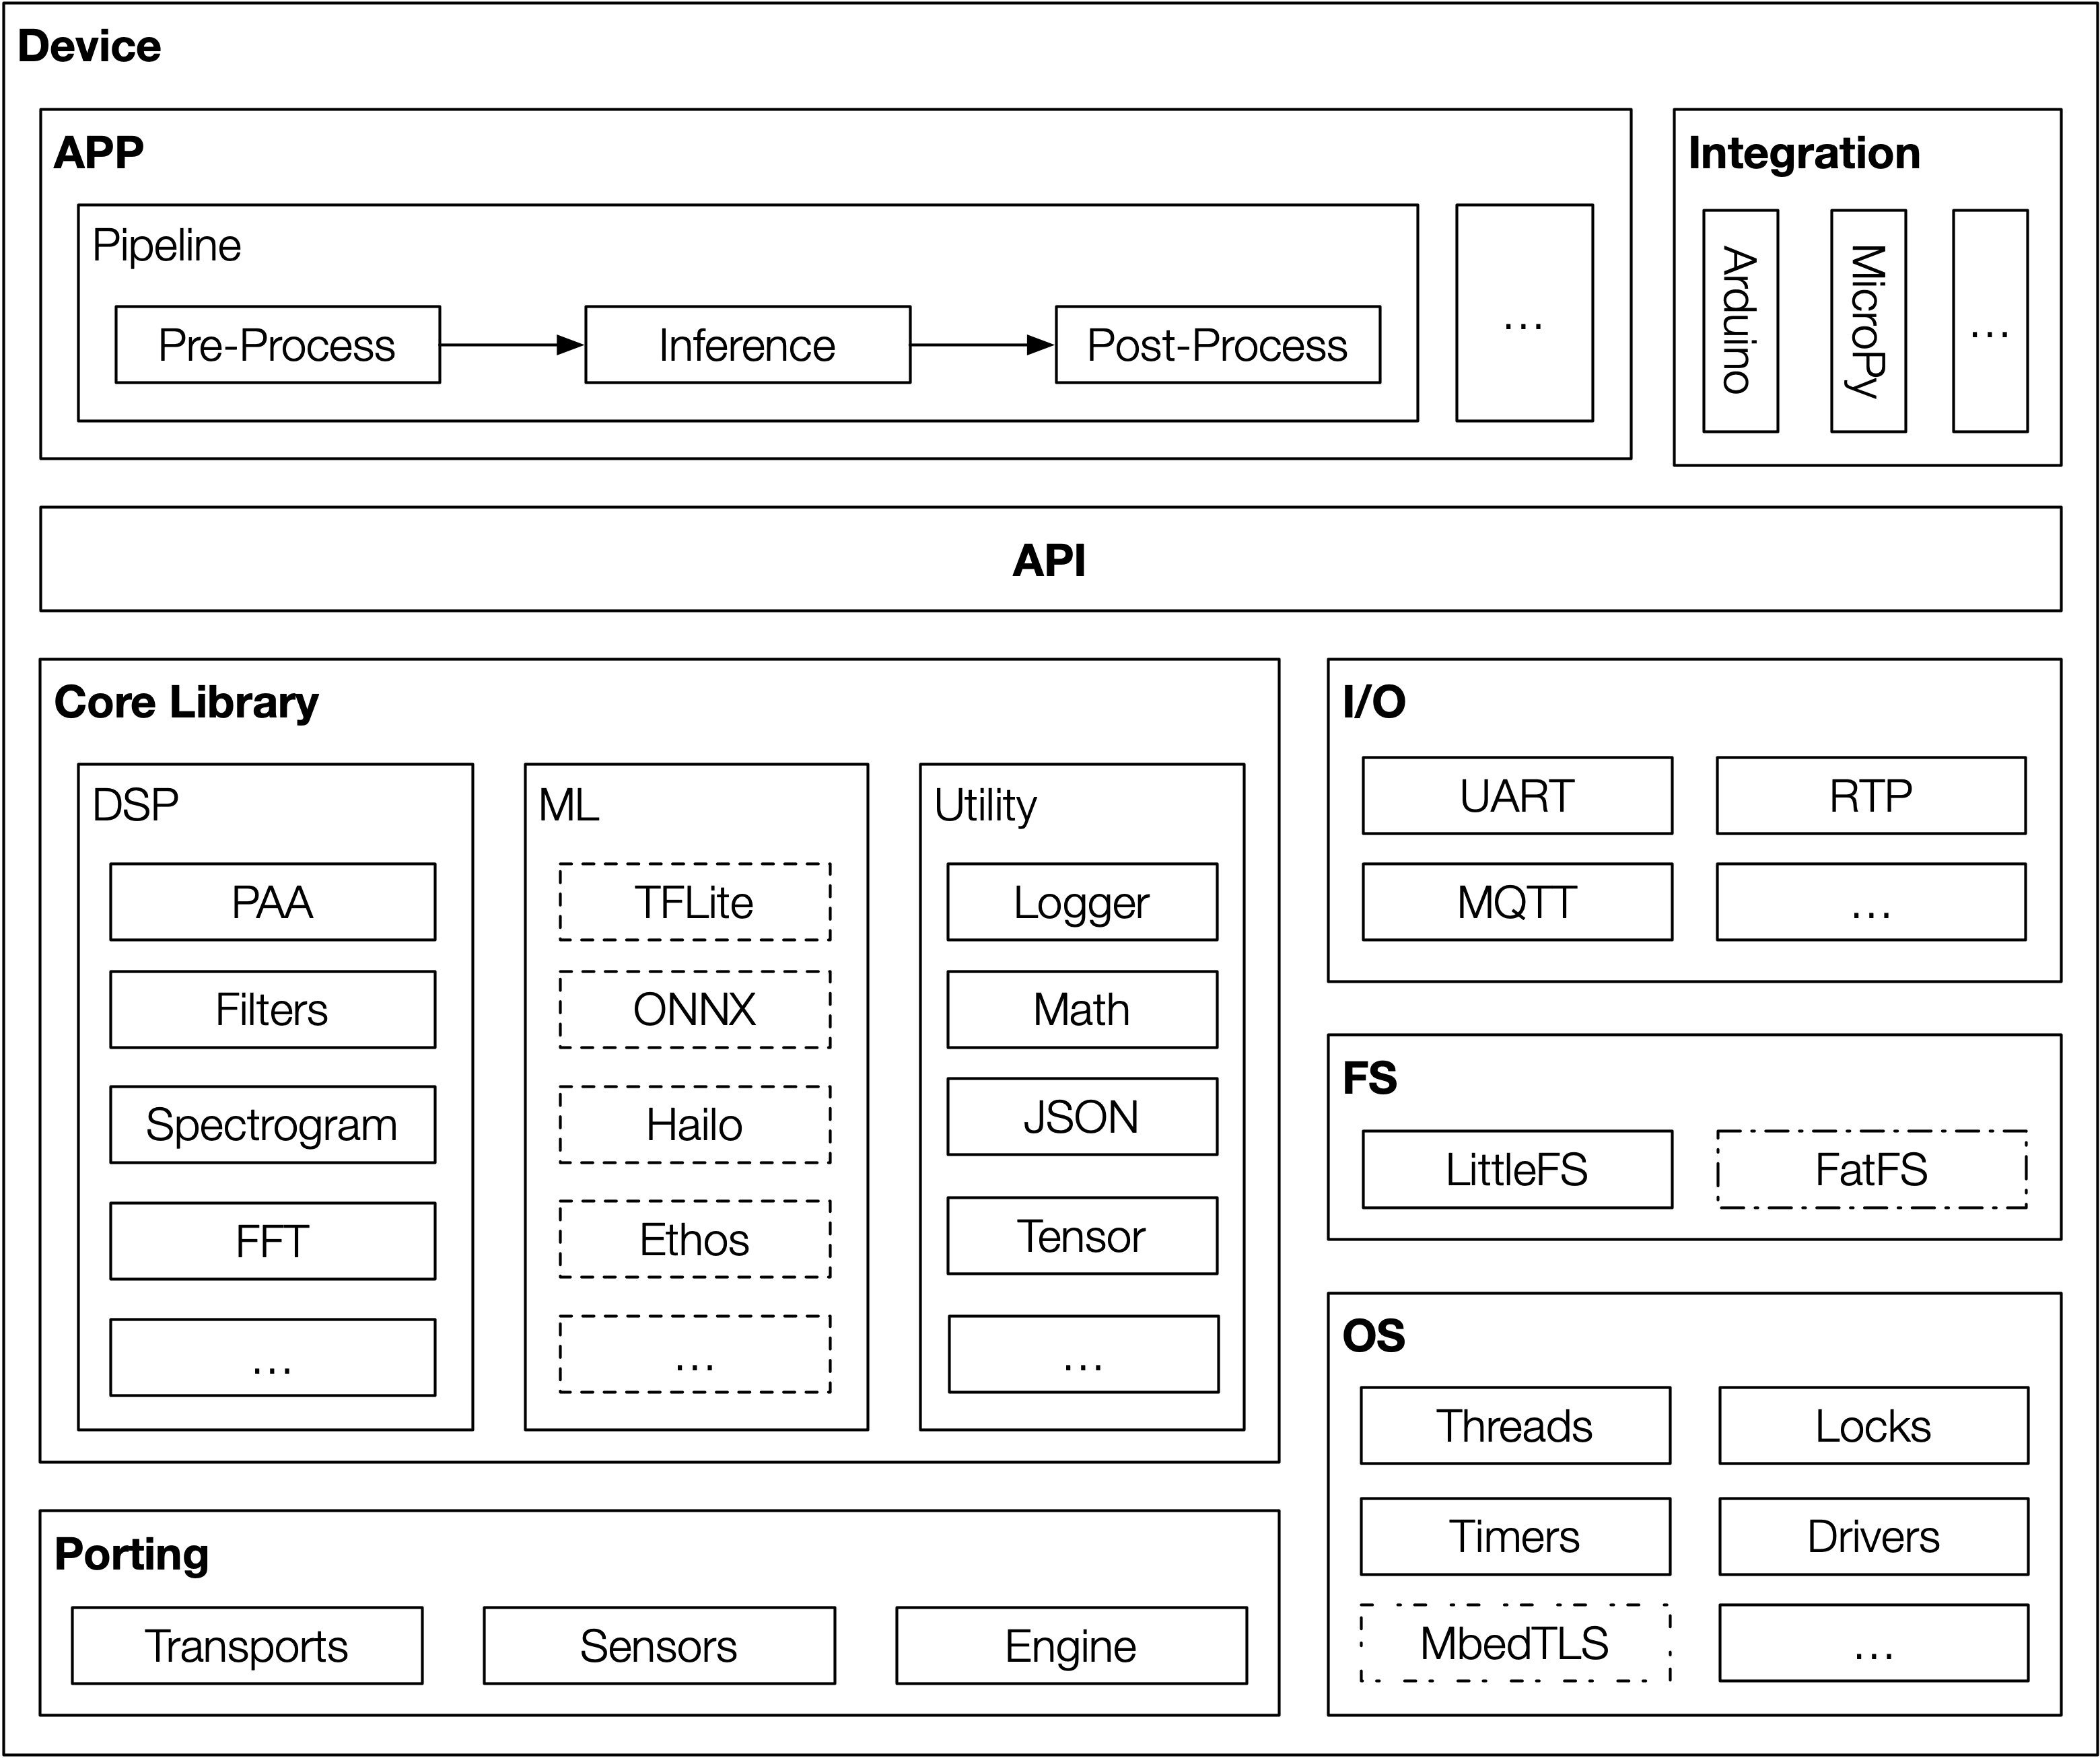 Device
APP
Pipeline
Pre-Process
Inference
Post-Process
...
Integration
Arduino
MicroPy
...
API
Core Library
DSP
PAA
Filters
Spectrogram
FFT
...
ML
TFLite
ONNX
Hailo
Ethos
...
Utility
Logger
Math
JSON
Tensor
...
I/O
UART
RTP
MQTT
...
FS
LittleFS
FatFS
OS
Threads
Locks
Timers
Drivers
MbedTLS
...
Porting
Transports
Sensors
Engine